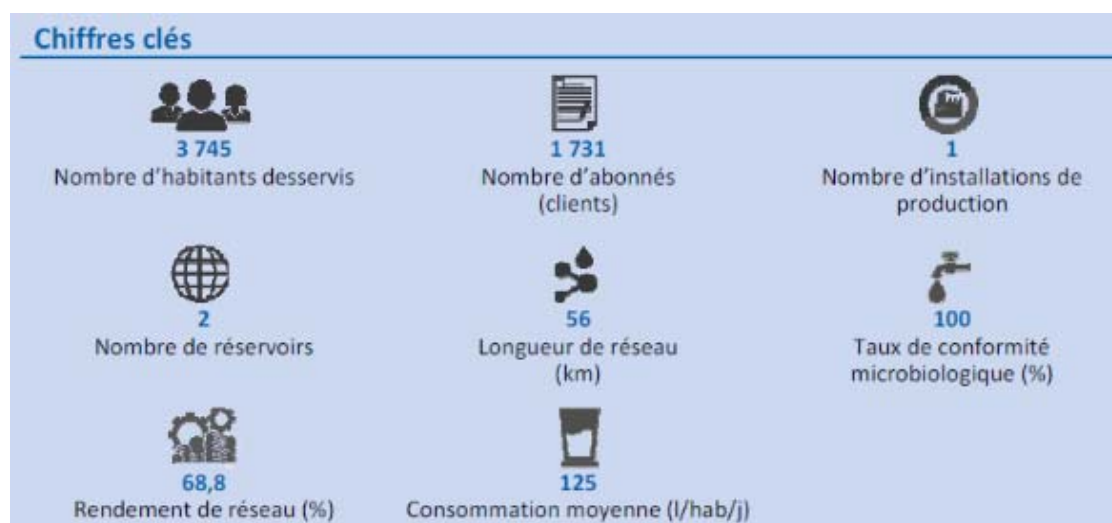 Chiffres clés
3 745
Nombre d'habitants desservis
1 731
Nombre d'abonnés
(clients)
1
Nombre d'installations de
production
2
Nombre de réservoirs
56
Longueur de réseau
(km)
100
Taux de conformité
microbiologique (%)
68,8
Rendement de réseau (%)
125
Consommation moyenne (l/hab/j)